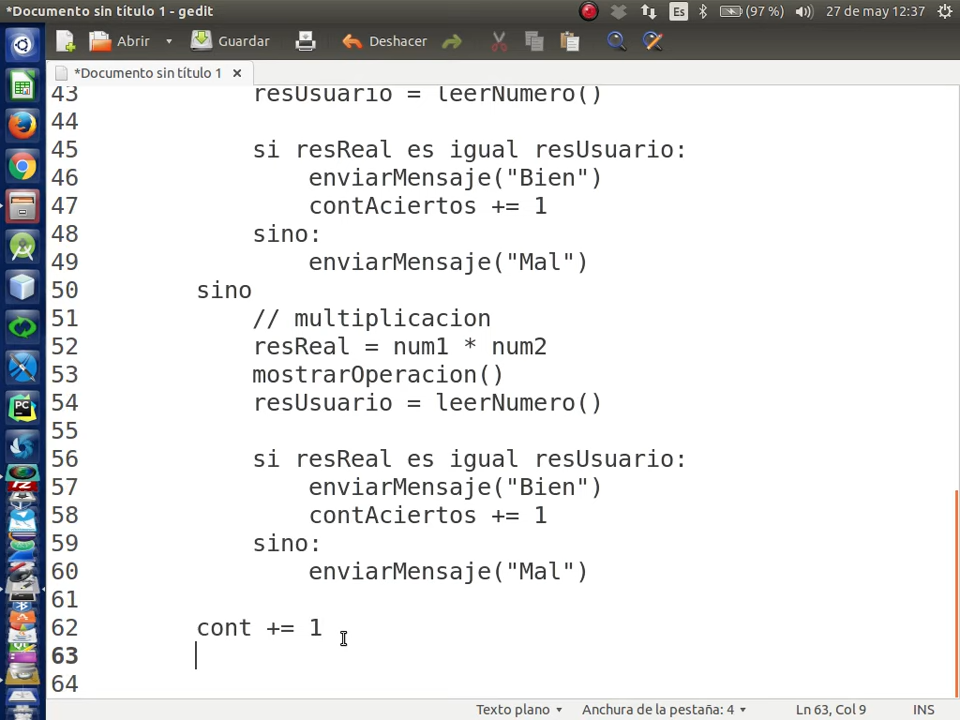 *Documento sin título 1 - gedit
Es
(97 %)
27 de may 12:37
Abrir
Guardar
Deshacer
*Documento sin título 1 ×
43 resUsuario = leerNumero()
44
45 si resReal es igual resUsuario:
46 enviarMensaje("Bien")
47 contAciertos += 1
48 sino:
49 enviarMensaje("Mal")
50 sino
51 // multiplicacion
52 resReal = num1 * num2
53 mostrarOperacion()
54 resUsuario = leerNumero()
55
56 si resReal es igual resUsuario:
57 enviarMensaje("Bien")
58 contAciertos += 1
59 sino:
60 enviarMensaje("Mal")
61
62 cont += 1
63
64
Texto plano
Anchura de la pestaña: 4
Ln 63, Col 9
INS
PC